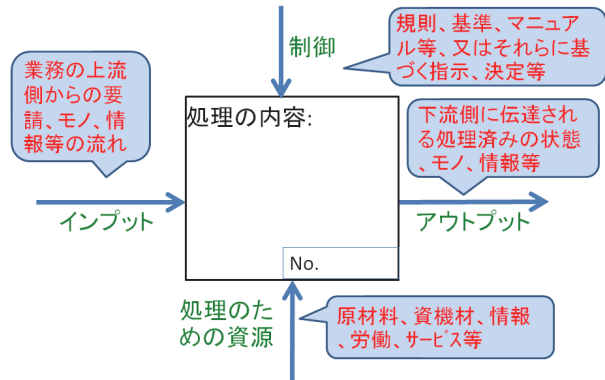 制御
規則、基準、マニュア
ル等、又はそれらに基
づく指示、決定等
業務の上流
側からの要
請、モノ、情
報等の流れ
処理の内容:
下流側に伝達され
る処理済みの状態
、モノ、情報等
インプット
アウトプット
No.
処理のた
めの資源
原材料、資機材、情報
、労働、サービス等